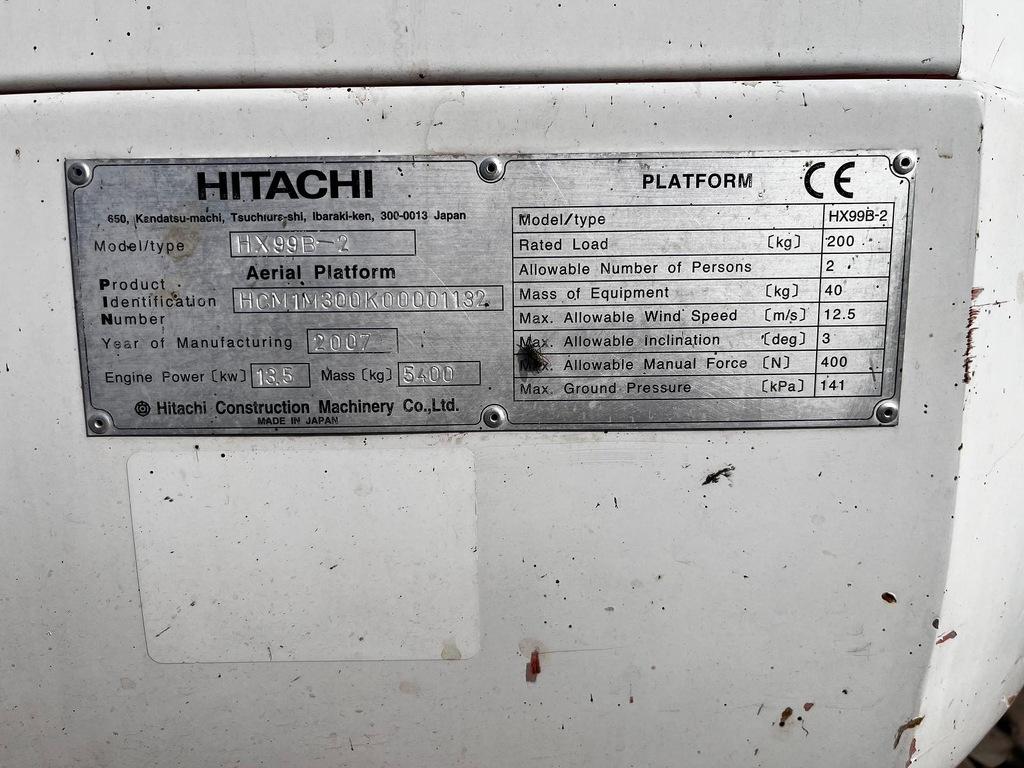 HITACHI
650, Kandatsu-machi, Tsuchiura-shi, Ibaraki-ken, 300-0013 Japan
Model/type HX99B-2
Aerial Platform
Product
Identification HCM1M300K00001132
Number
Year of Manufacturing 2007
Engine Power (kw) 13.5 Mass (kg) 5400
Hitachi Construction Machinery Co.,Ltd.
MADE IN JAPAN
PLATFORM CE
Model/type HX99B-2
Rated Load (kg) 200
Allowable Number of Persons 2
Mass of Equipment (kg) 40
Max. Allowable Wind Speed (m/s) 12.5
Max. Allowable Inclination (deg) 3
Max. Allowable Manual Force (N) 400
Max. Ground Pressure (kPa) 141